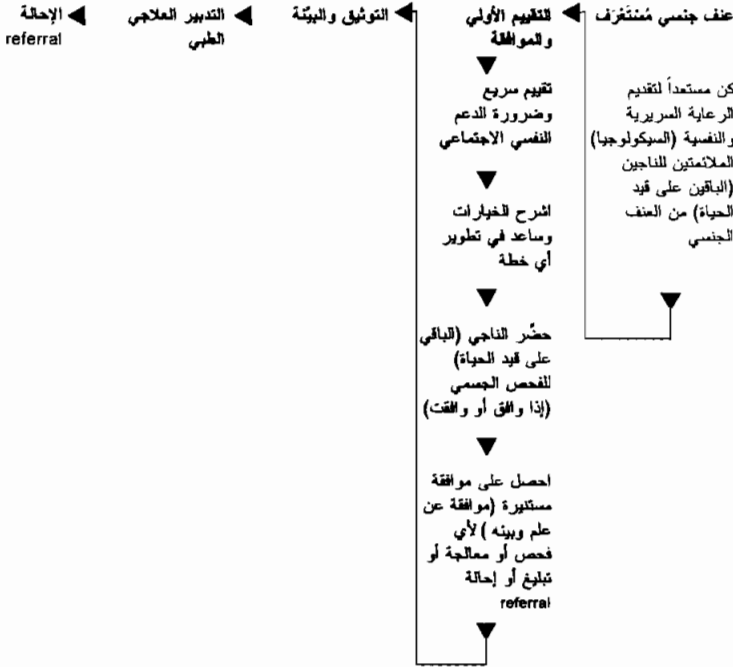 عنف جنسي مُسْتَعْرَف
كن مستعداً لتقديم
الرعاية السريرية
والنفسية (السيكولوجيا)
الملائمتين للناجين
(الباقين على قيد
الحياة) من العنف
الجنسي
التقييم الأولي
والموافقة
تقييم سريع
وضرورة الدعم
النفسي الاجتماعي
اشرح الخيارات
وساعد في تطوير
أي خطة
حضِّر الناجي (الباقي
على قيد الحياة)
للفحص الجسمي
(إذا وافق أو وافقت)
احصل على موافقة
مستنيرة (موافقة عن
علم وبينه) لأي
فحص أو معالجة أو
تبليغ أو إحالة
referral
التوثيق والبيِّنة
التدبير العلاجي
الطبي
الإحالة
referral